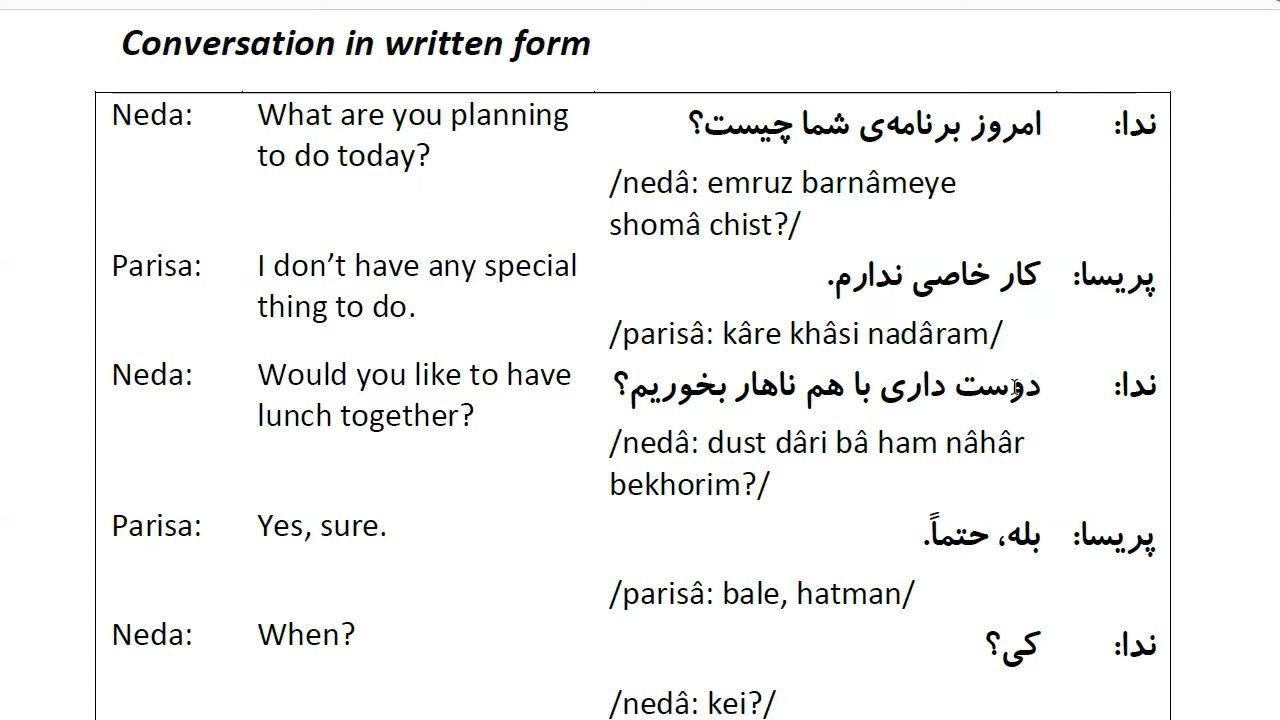 Conversation in written form
Neda: What are you planning امروز برنامه‌ی شما چیست؟ ندا:
to do today?
/nedâ: emruz barnâmeye
shomâ chist?/
Parisa: I don’t have any special کار خاصی ندارم. پریسا:
thing to do.
/parisâ: kâre khâsi nadâram/
Neda: Would you like to have دوست داری با هم ناهار بخوریم؟ ندا:
lunch together?
/nedâ: dust dâri bâ ham nâhâr
bekhorim?/
Parisa: Yes, sure. بله، حتماً. پریسا:
/parisâ: bale, hatman/
Neda: When? کی؟ ندا:
/nedâ: kei?/